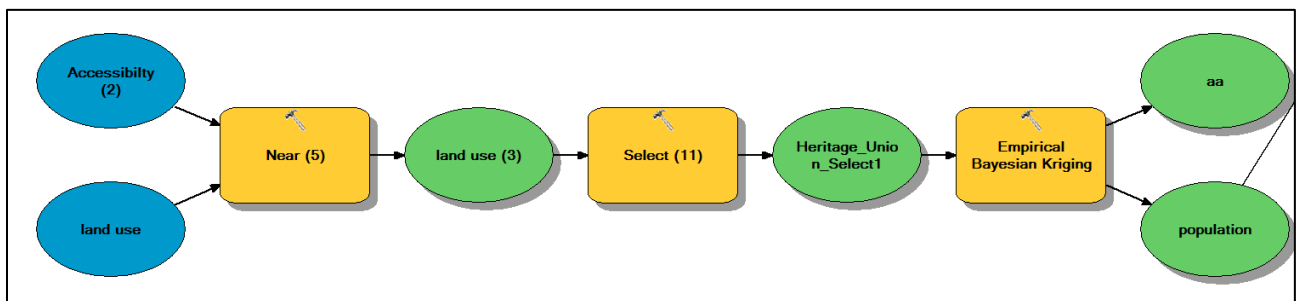 Accessibilty
(2)
land use
Near (5)
land use (3)
Select (11)
Heritage_Unio
n_Select1
Empirical
Bayesian Kriging
aa
population